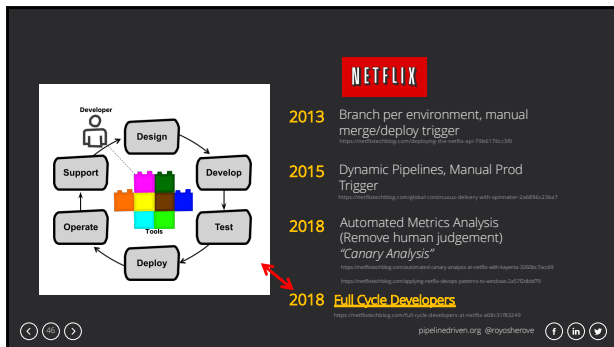 NETFLIX
Developer
Design
Develop
Test
Deploy
Operate
Support
Tools
2013
Branch per environment, manual
merge/deploy trigger
2015
Dynamic Pipelines, Manual Prod
Trigger
2018
Automated Metrics Analysis
(Remove human judgement)
“Canary Analysis”
2018
Full Cycle Developers
46
pipelinedriven.org @royosherove
f
in